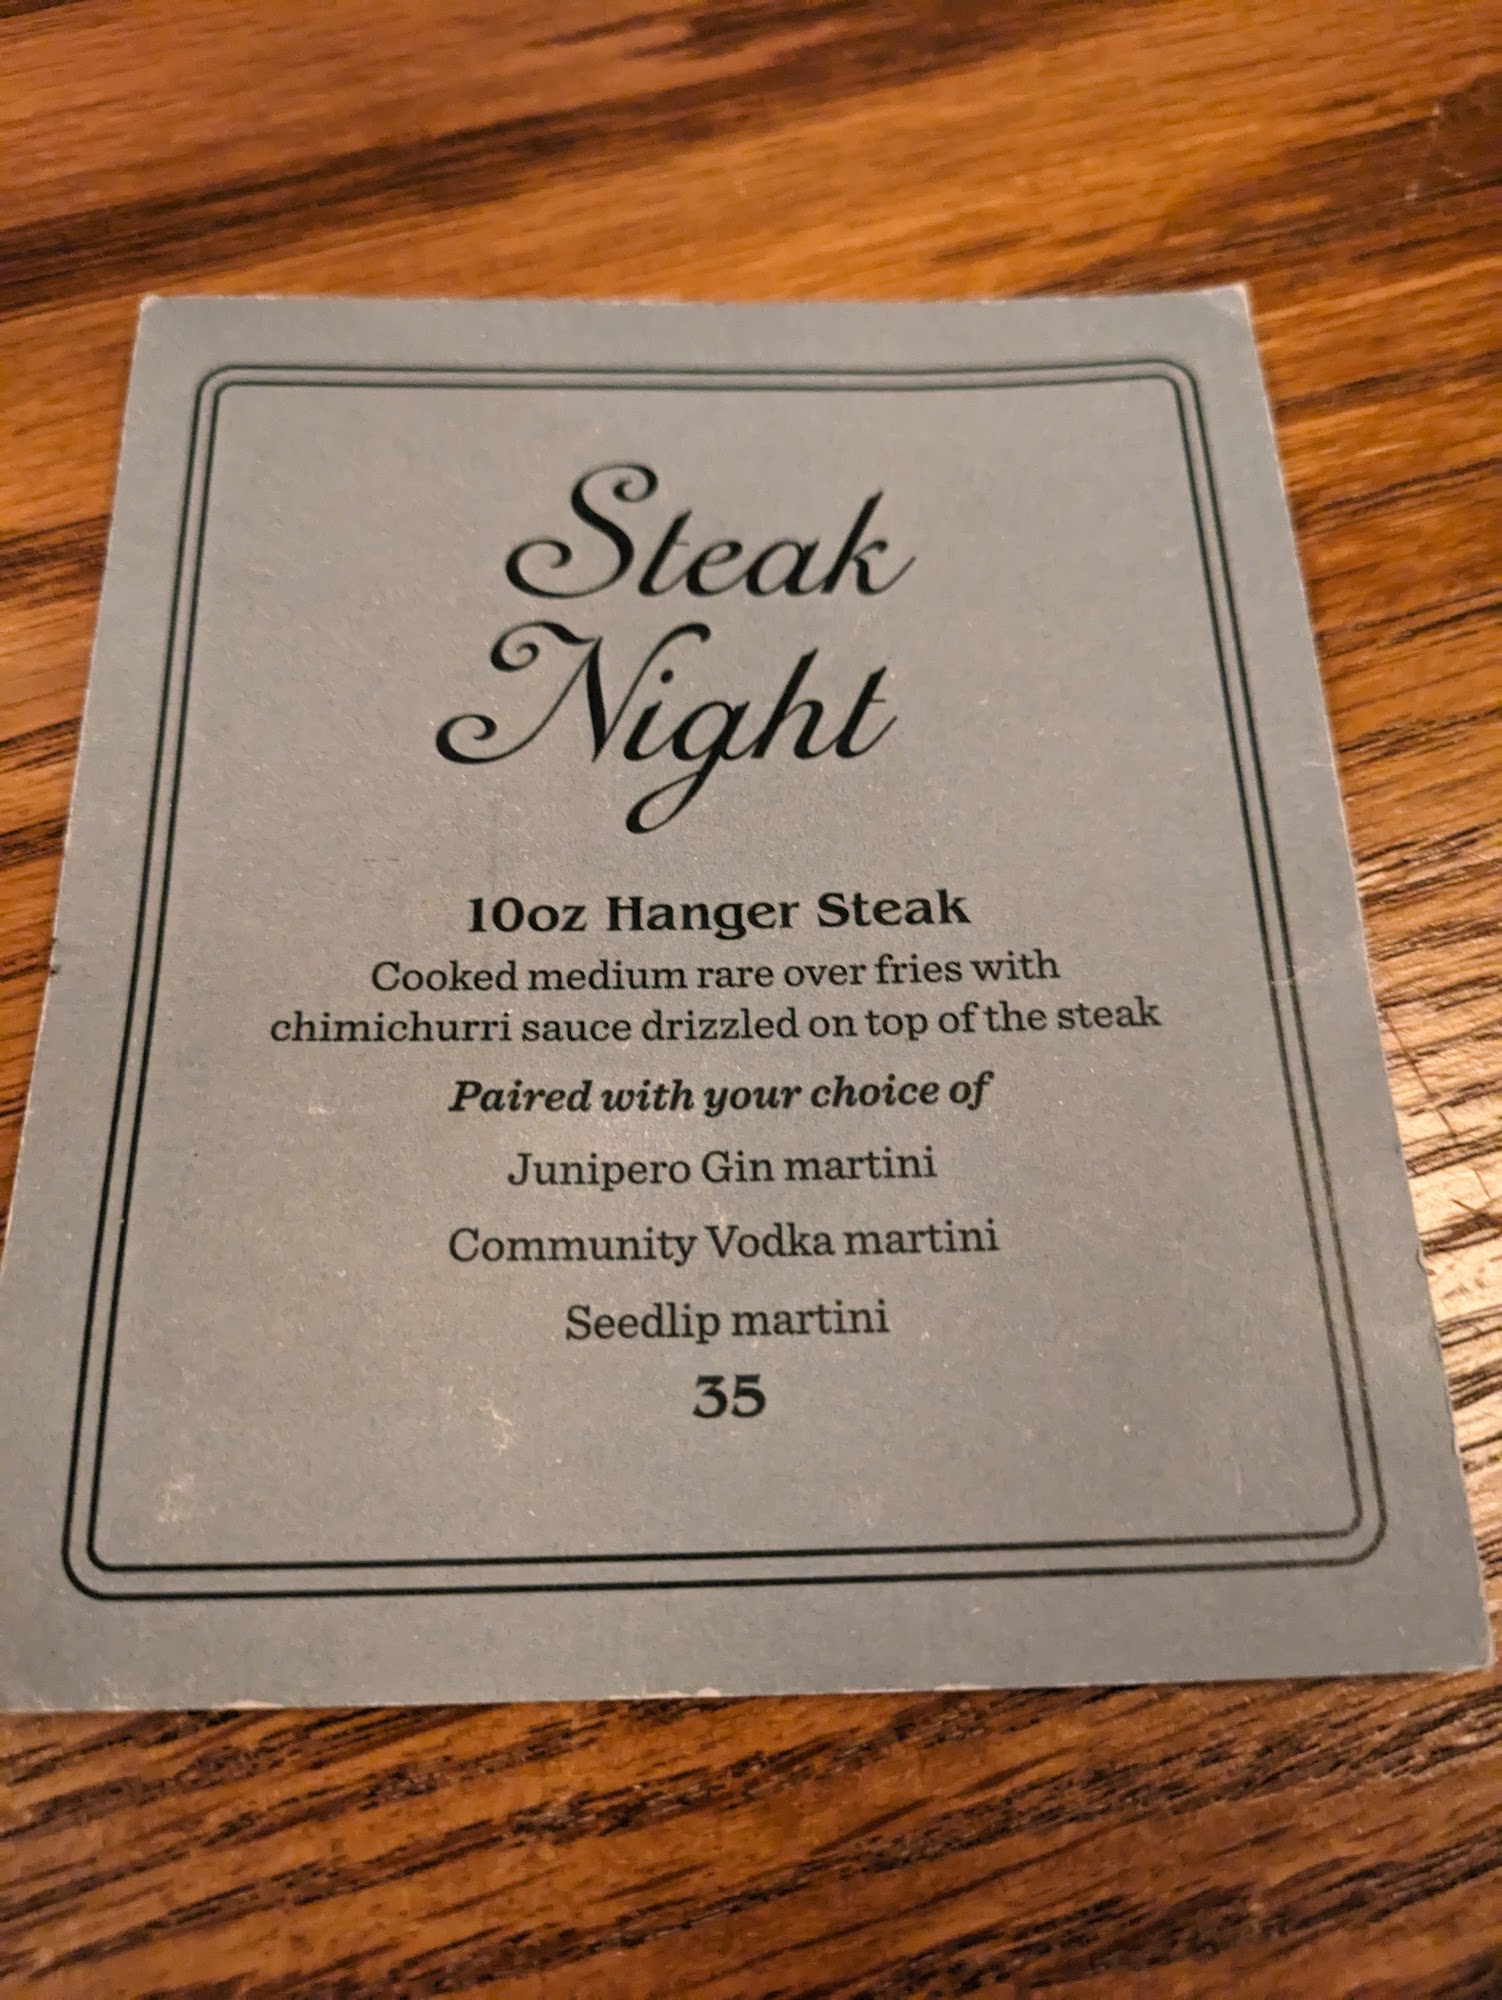 Steak
Night
10oz Hanger Steak
Cooked medium rare over fries with
chimichurri sauce drizzled on top of the steak
Paired with your choice of
Junipero Gin martini
Community Vodka martini
Seedlip martini
35